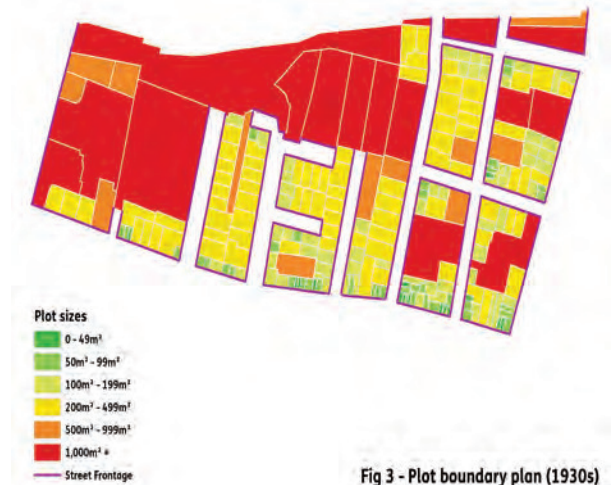 Plot sizes
0 - 49m²
50m² - 99m²
100m² - 199m²
200m² - 499m²
500m² - 999m²
1,000m² +
Street Frontage
Fig 3 - Plot boundary plan (1930s)